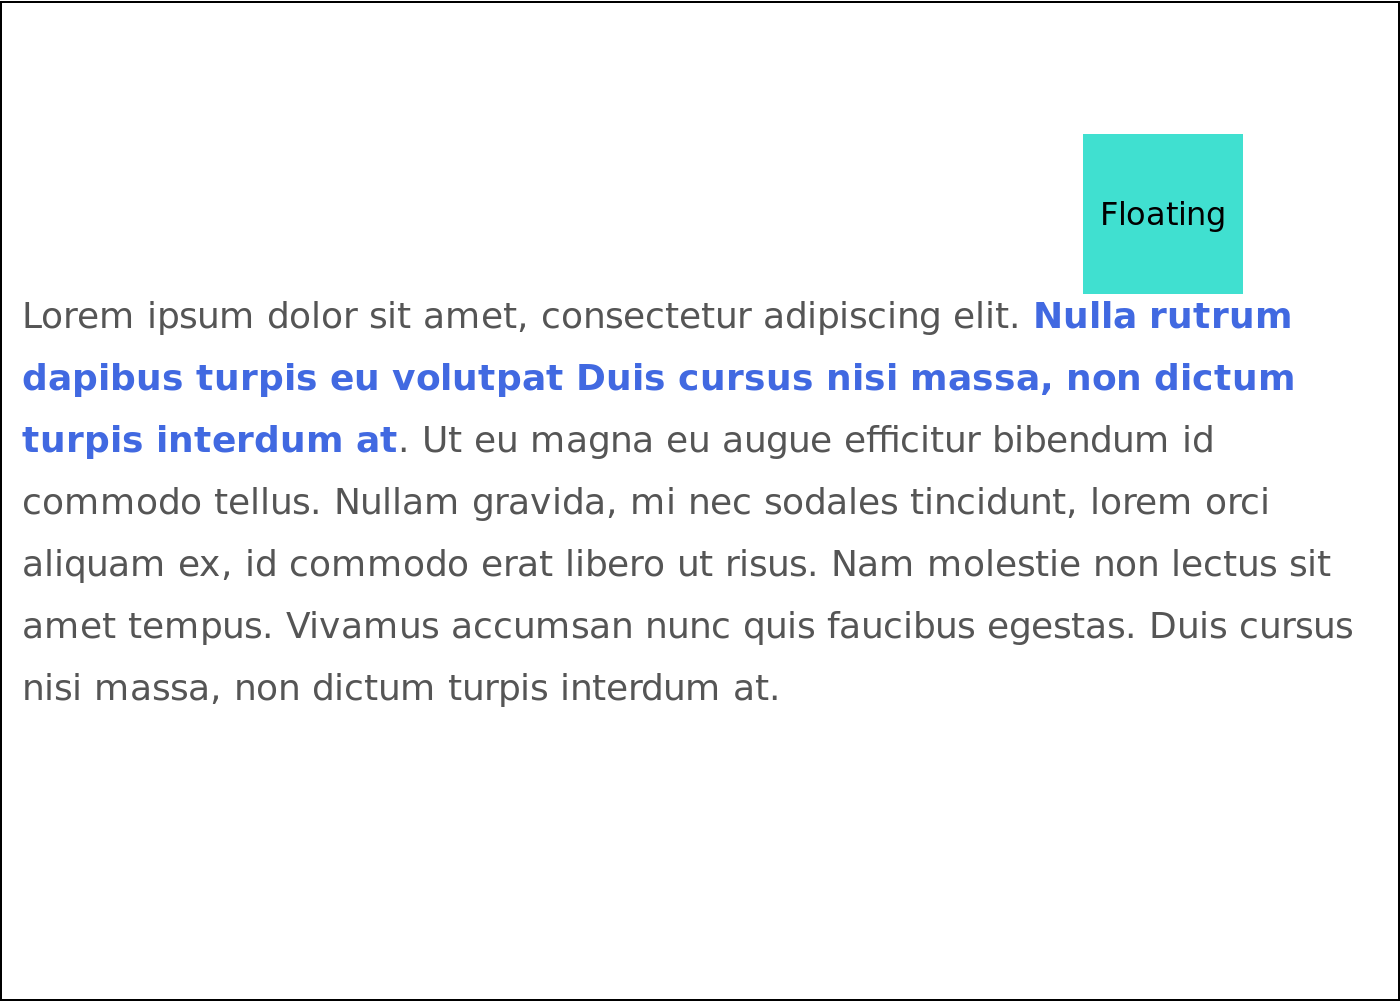 Floating
Lorem ipsum dolor sit amet, consectetur adipiscing elit. Nulla rutrum
dapibus turpis eu volutpat Duis cursus nisi massa, non dictum
turpis interdum at. Ut eu magna eu augue efficitur bibendum id
commodo tellus. Nullam gravida, mi nec sodales tincidunt, lorem orci
aliquam ex, id commodo erat libero ut risus. Nam molestie non lectus sit
amet tempus. Vivamus accumsan nunc quis faucibus egestas. Duis cursus
nisi massa, non dictum turpis interdum at.